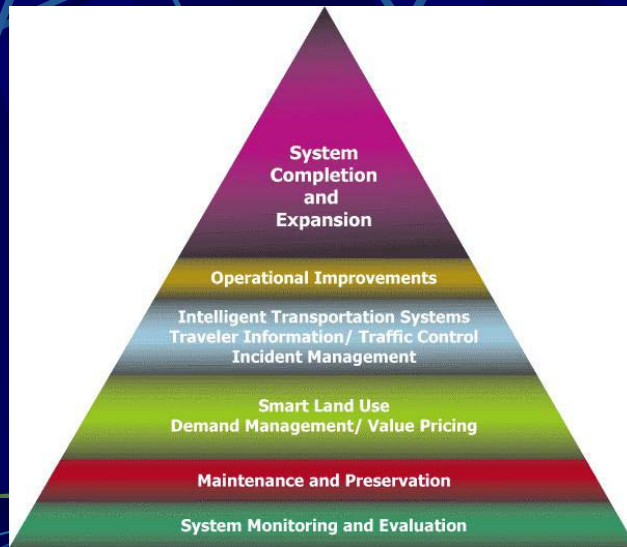 System
Completion
and
Expansion
Operational Improvements
Intelligent Transportation Systems
Traveler Information/ Traffic Control
Incident Management
Smart Land Use
Demand Management/ Value Pricing
Maintenance and Preservation
System Monitoring and Evaluation